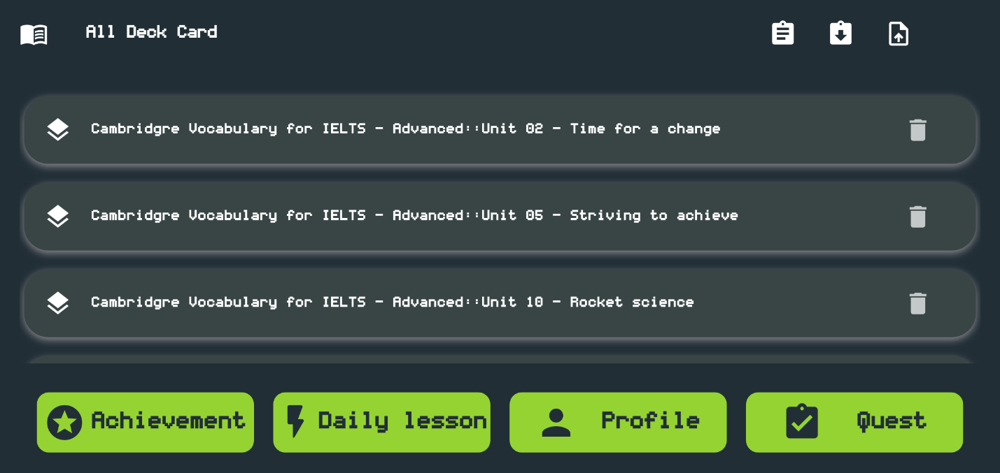 All Deck Card
Cambridgre Vocabulary for IELTS - Advanced::Unit 02 - Time for a change
Cambridgre Vocabulary for IELTS - Advanced::Unit 05 - Striving to achieve
Cambridgre Vocabulary for IELTS - Advanced::Unit 10 - Rocket science
Achievement
Daily lesson
Profile
Quest